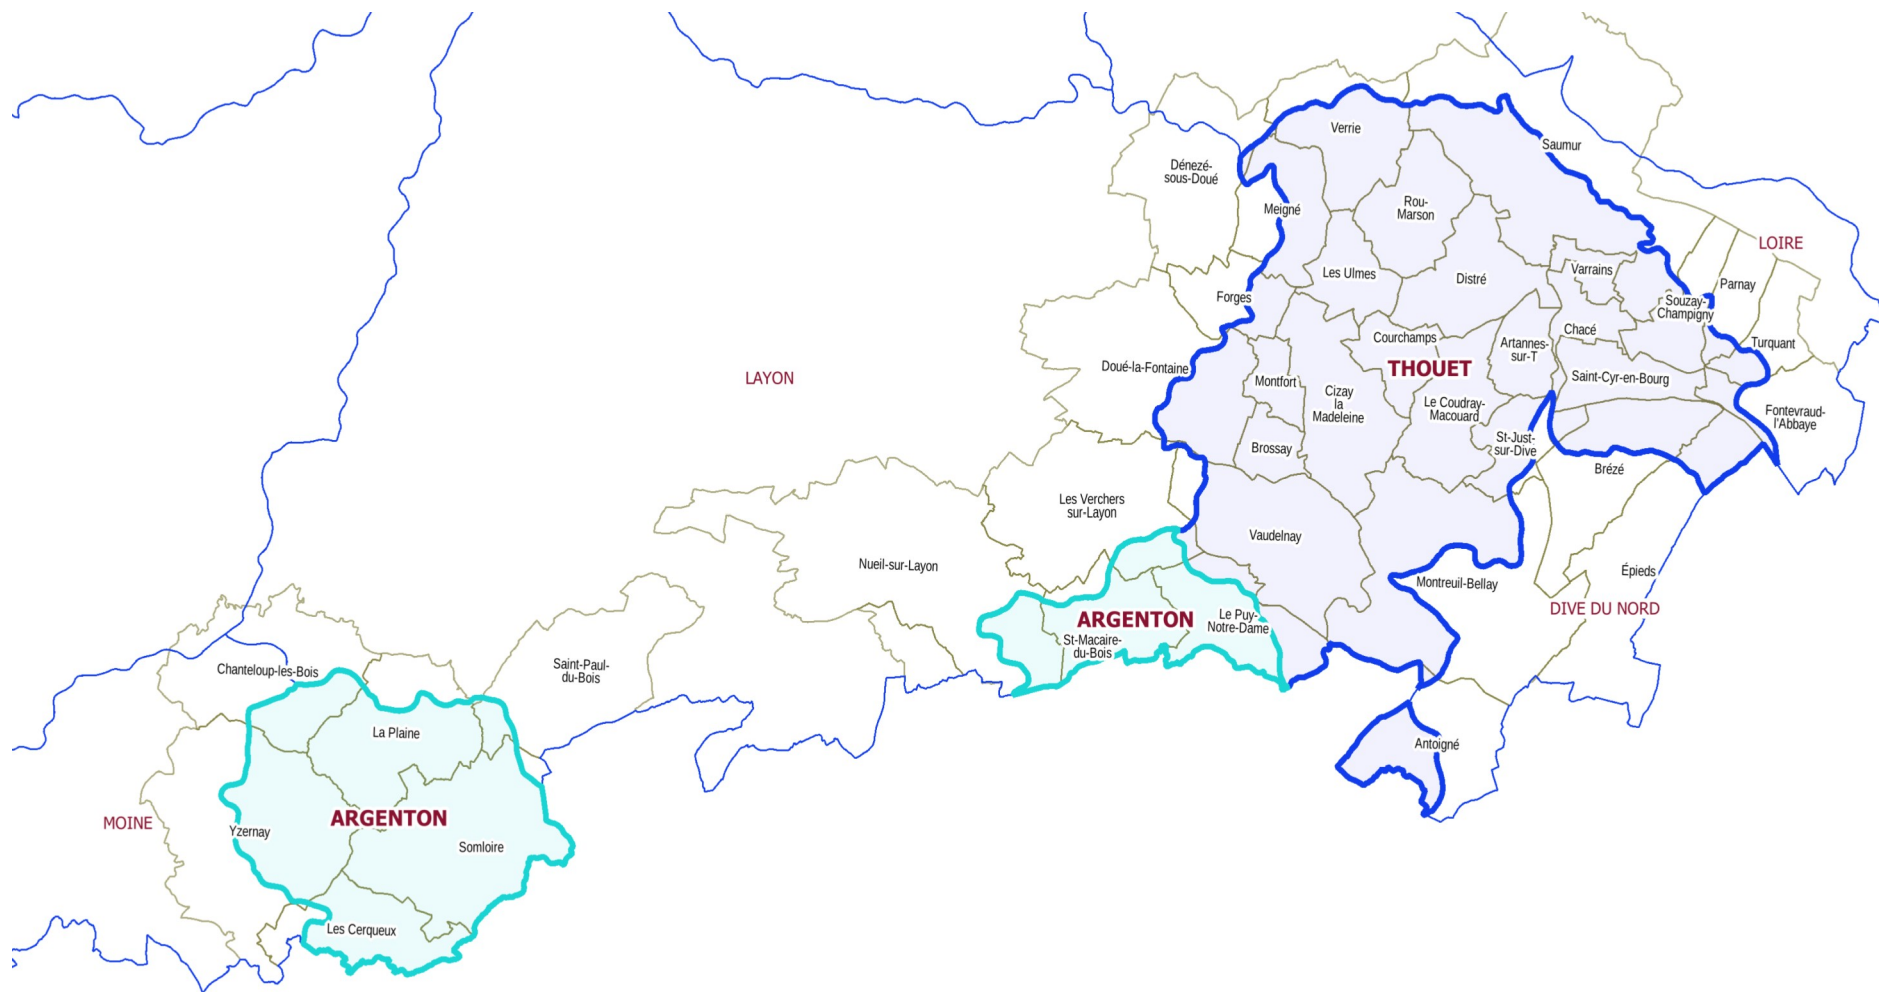 Verrie
Saumur
Dénezé-
sous-Doué
Meigné
Rou-
Marson
LOIRE
Les Ulmes
Distré
Varrains
Parnay
Forges
Souzay-
Champigny
Courchamps
Chacé
Artannes-
sur-T
Turquant
THOUET
Doué-la-Fontaine
LAYON
Montfort
Saint-Cyr-en-Bourg
Cizay
la
Madeleine
Le Coudray-
Macouard
Fontevraud-
l'Abbaye
Brossay
St-Just-
sur-Dive
Brézé
Les Verchers
sur-Layon
Vaudelnay
Nueil-sur-Layon
Épieds
Montreuil-Bellay
DIVE DU NORD
ARGENTON
Le Puy-
Notre-Dame
St-Macaire-
du-Bois
Chanteloup-les-Bois
Saint-Paul-
du-Bois
La Plaine
Antoigné
MOINE
ARGENTON
Yzernay
Somloire
Les Cerqueux